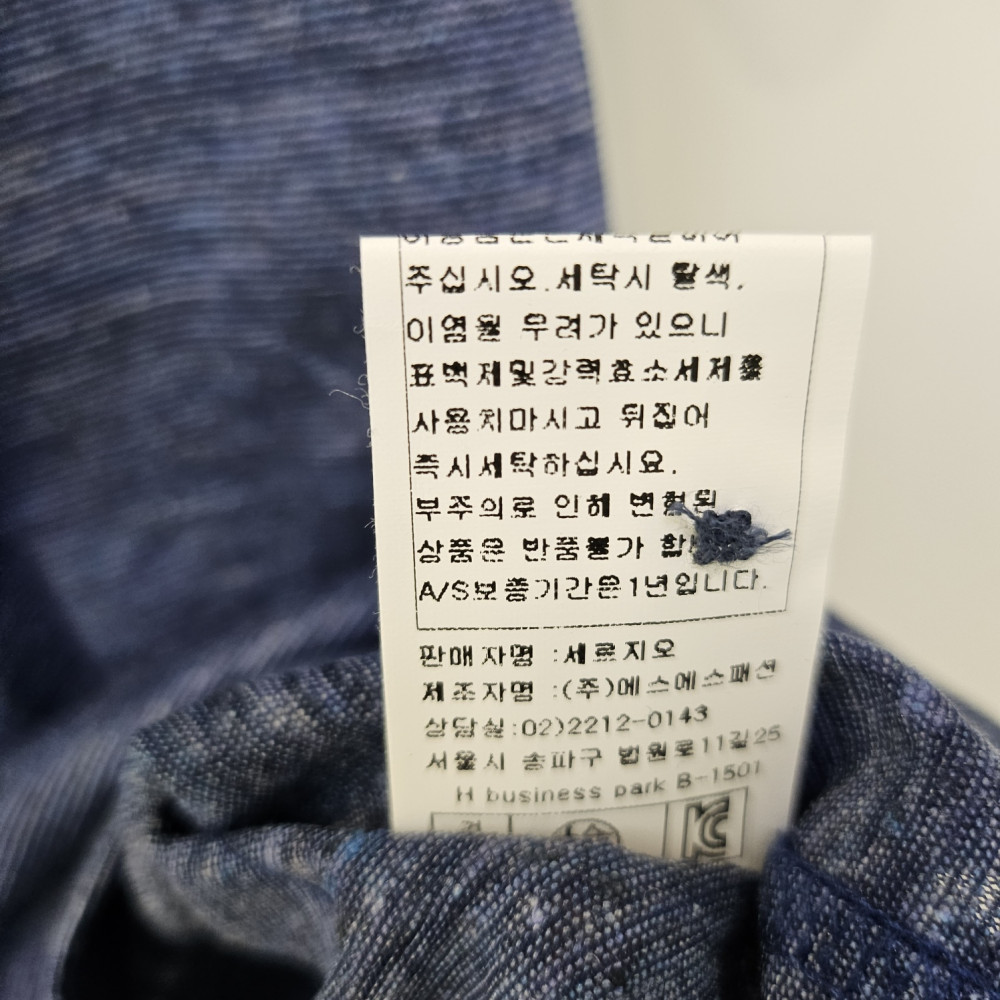 주십시오.세탁시 탈색,
이염될 우려가 있으니
표백제및강력효소세제를
사용치마시고 뒤집어
즉시세탁하십시요.
부주의로 인해 변형된
상품은 반품불가 합
A/S보증기간은1년입니다.
판매자명 :세르지오
제조자명 :(주)에스에스패션
상담실:02)2212-0143
서울시 송파구 법원로11길25
H business park B-1501